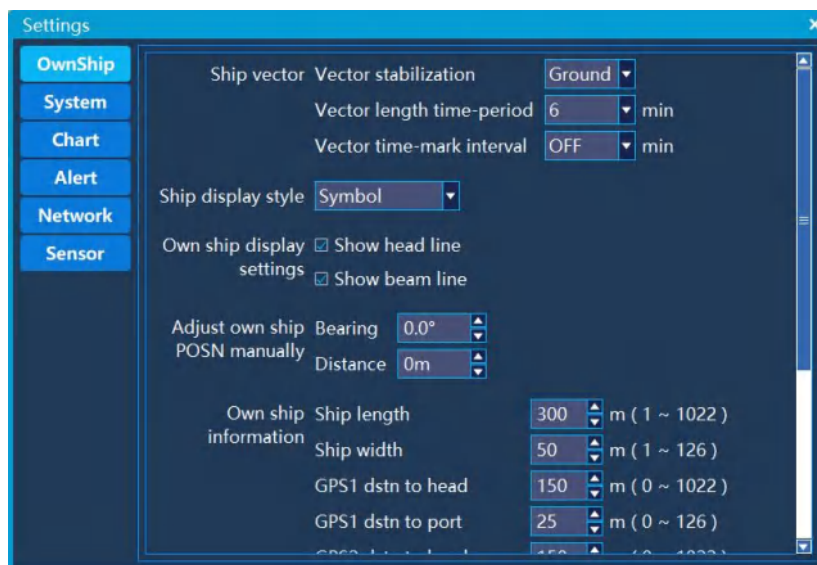 Settings
OwnShip
System
Chart
Alert
Network
Sensor
Ship vector Vector stabilization Ground
Vector length time-period 6 min
Vector time-mark interval OFF min
Ship display style Symbol
Own ship display settings
Show head line
Show beam line
Adjust own ship POSN manually
Bearing 0.0°
Distance 0m
Own ship information
Ship length 300 m ( 1 ~ 1022 )
Ship width 50 m ( 1 ~ 126 )
GPS1 dstn to head 150 m ( 0 ~ 1022 )
GPS1 dstn to port 25 m ( 0 ~ 126 )